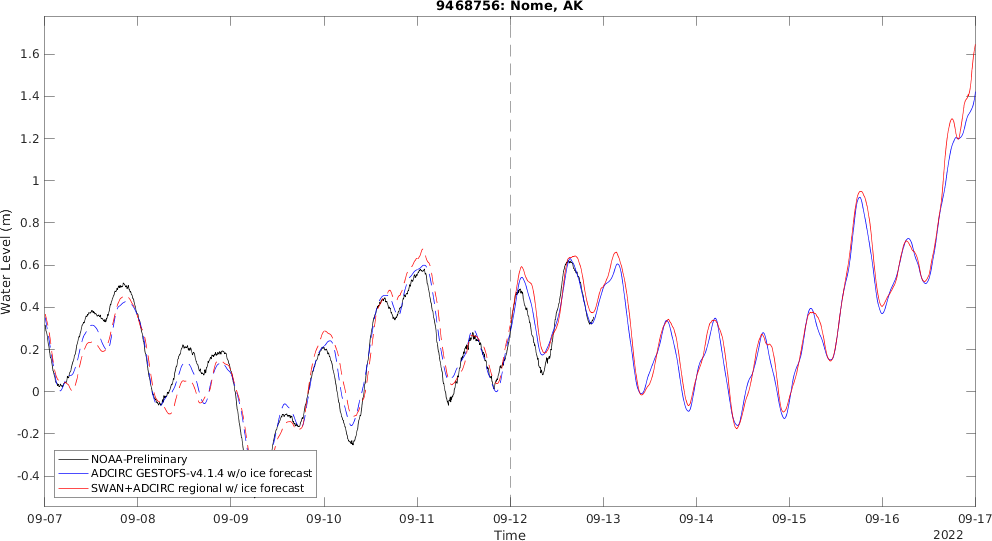 9468756: Nome, AK
Water Level (m)
1.6
1.4
1.2
1
0.8
0.6
0.4
0.2
0
-0.2
-0.4
NOAA-Preliminary
ADCIRC GESTOFS-v4.1.4 w/o ice forecast
SWAN+ADCIRC regional w/ ice forecast
09-07 09-08 09-09 09-10 09-11 09-12 09-13 09-14 09-15 09-16 09-17
Time
2022